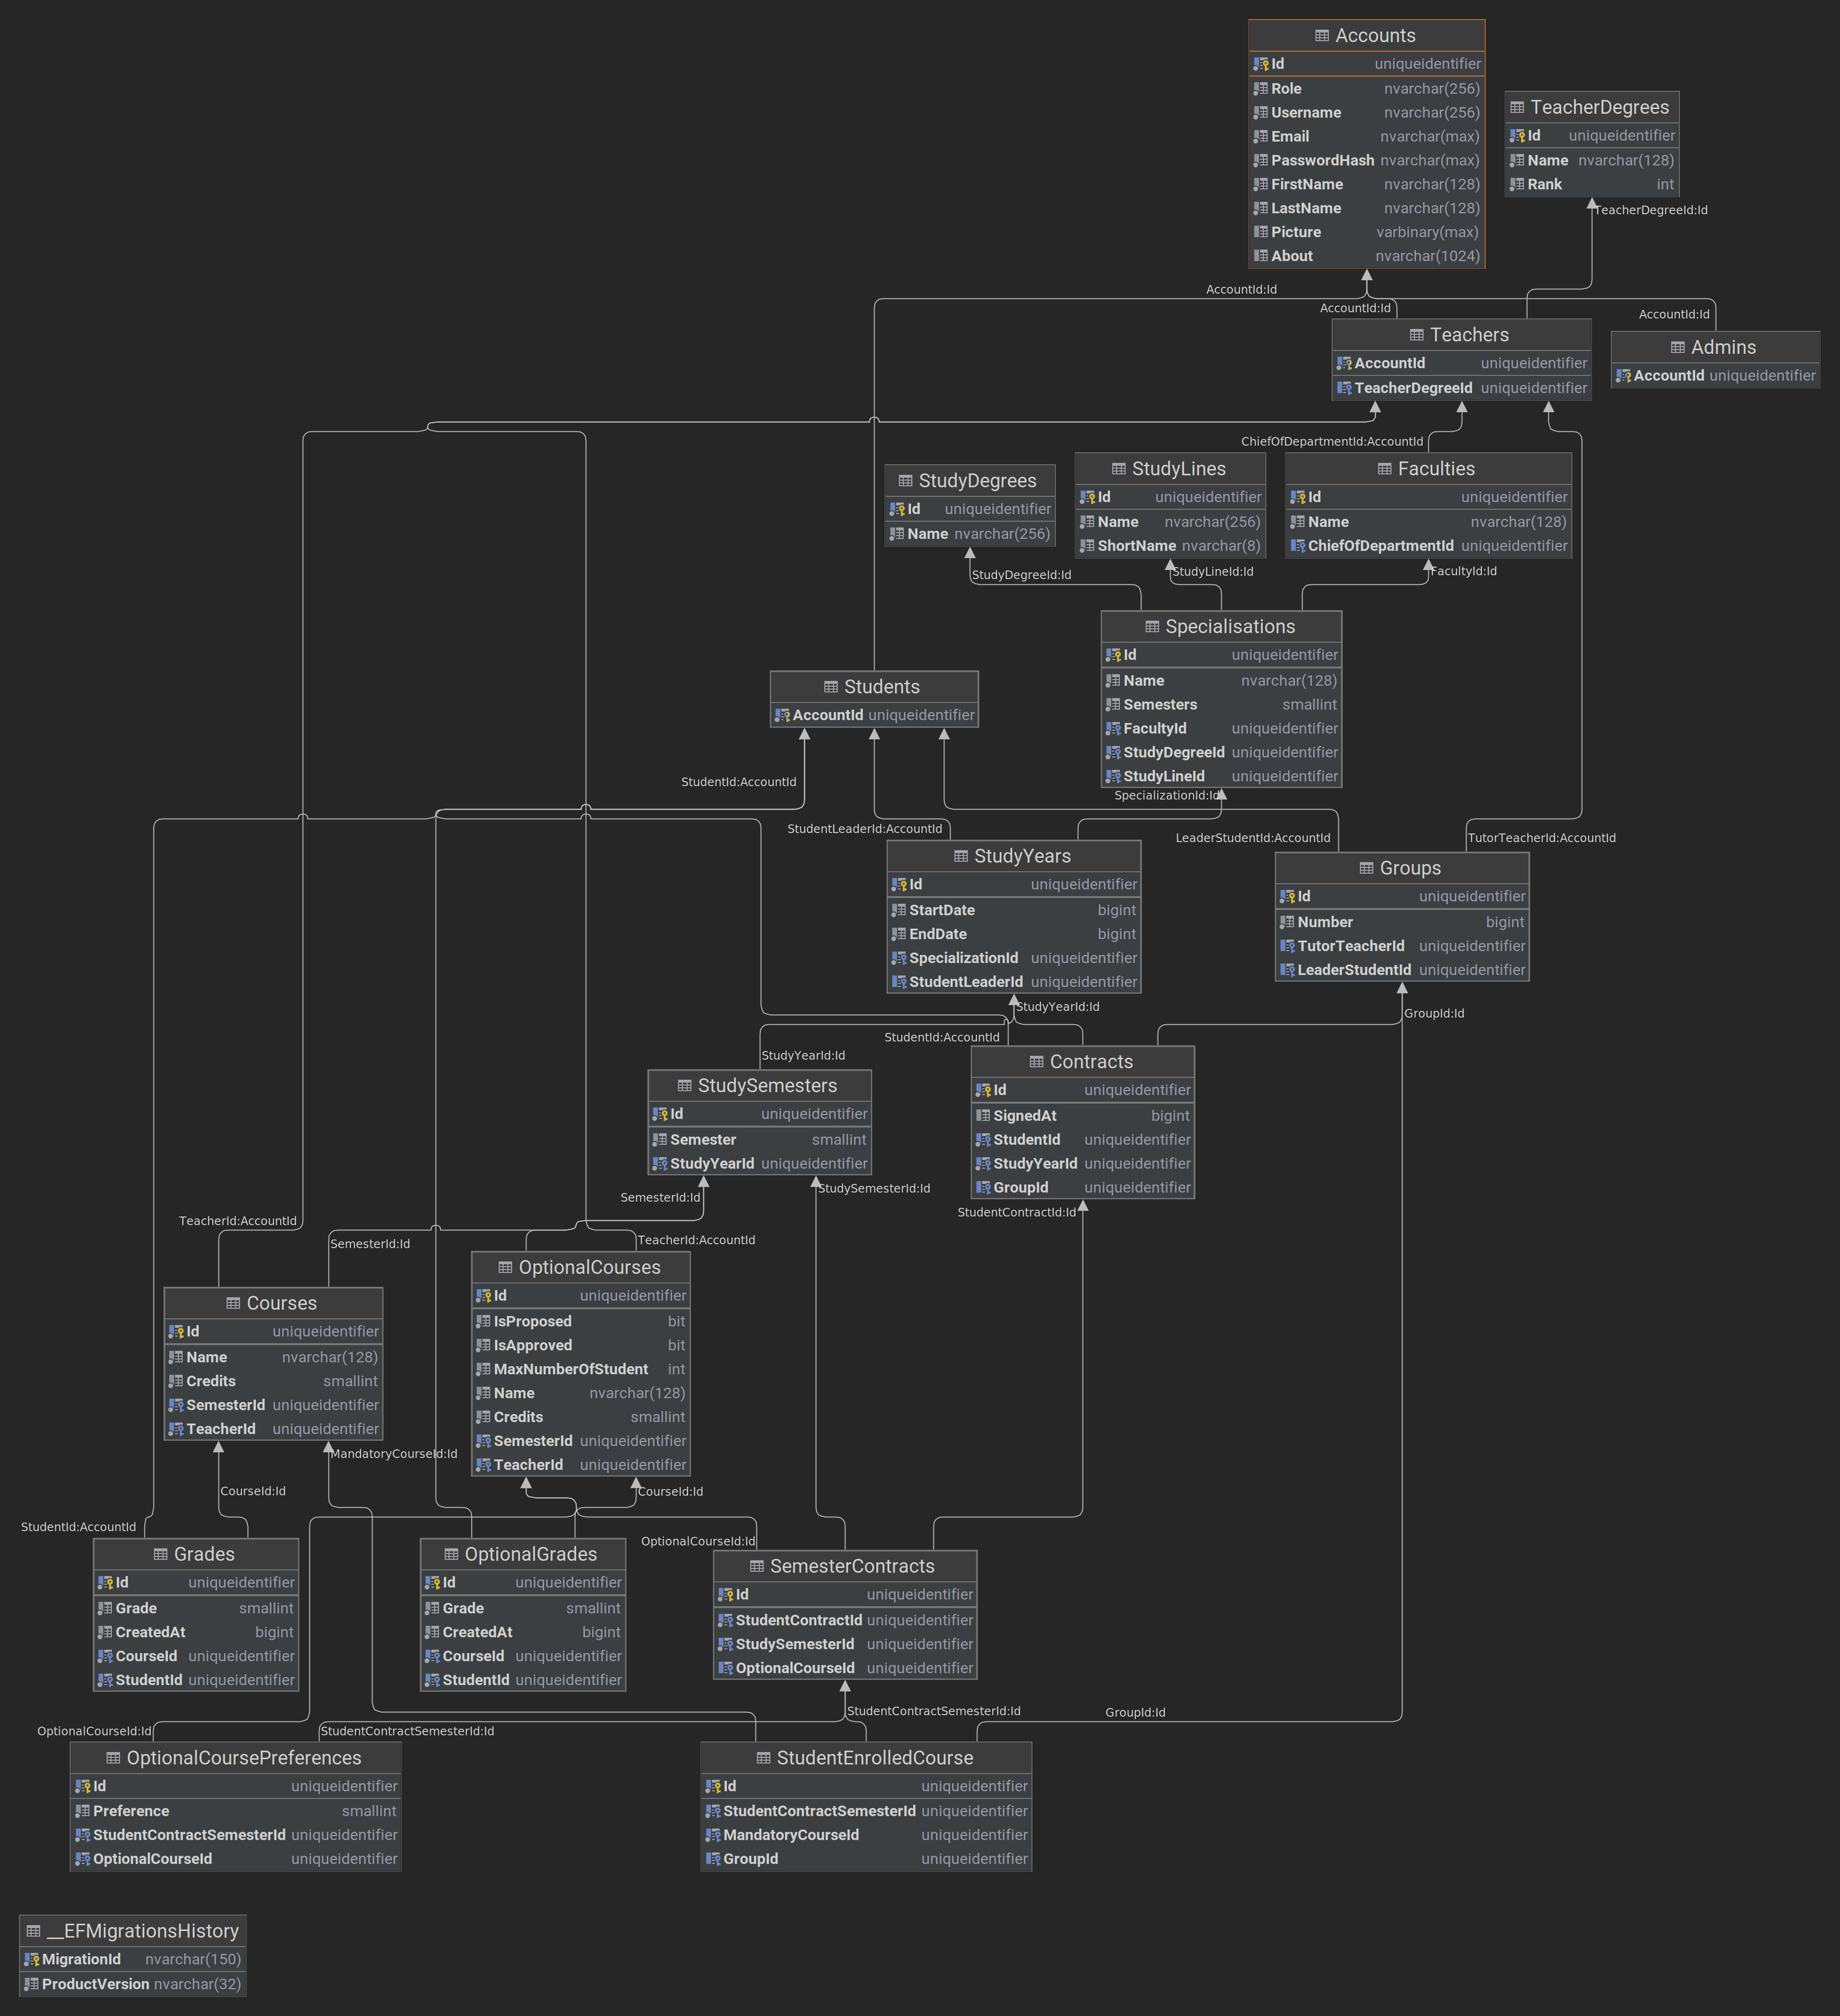 Accounts
Id uniqueidentifier
Role nvarchar(256)
Username nvarchar(256)
Email nvarchar(max)
PasswordHash nvarchar(max)
FirstName nvarchar(128)
LastName nvarchar(128)
Picture varbinary(max)
About nvarchar(1024)
TeacherDegrees
Id uniqueidentifier
Name nvarchar(128)
Rank int
TeacherDegreeId:Id
AccountId:Id
AccountId:Id
AccountId:Id
Teachers
AccountId uniqueidentifier
TeacherDegreeId uniqueidentifier
Admins
AccountId uniqueidentifier
ChiefOfDepartmentId:AccountId
StudyDegrees
Id uniqueidentifier
Name nvarchar(256)
StudyLines
Id uniqueidentifier
Name nvarchar(256)
ShortName nvarchar(8)
Faculties
Id uniqueidentifier
Name nvarchar(128)
ChiefOfDepartmentId uniqueidentifier
StudyDegreeId:Id
StudyLineId:Id
FacultyId:Id
Specialisations
Id uniqueidentifier
Name nvarchar(128)
Semesters smallint
FacultyId uniqueidentifier
StudyDegreeId uniqueidentifier
StudyLineId uniqueidentifier
Students
AccountId uniqueidentifier
StudentId:AccountId
SpecializationId:Id
StudentLeaderId:AccountId
LeaderStudentId:AccountId
TutorTeacherId:AccountId
StudyYears
Id uniqueidentifier
StartDate bigint
EndDate bigint
SpecializationId uniqueidentifier
StudentLeaderId uniqueidentifier
Groups
Id uniqueidentifier
Number bigint
TutorTeacherId uniqueidentifier
LeaderStudentId uniqueidentifier
StudyYearId:Id
GroupId:Id
StudentId:AccountId
StudyYearId:Id
Contracts
Id uniqueidentifier
SignedAt bigint
StudentId uniqueidentifier
StudyYearId uniqueidentifier
GroupId uniqueidentifier
StudySemesters
Id uniqueidentifier
Semester smallint
StudyYearId uniqueidentifier
SemesterId:Id
StudySemesterId:Id
StudentContractId:Id
TeacherId:AccountId
SemesterId:Id
TeacherId:AccountId
OptionalCourses
Id uniqueidentifier
IsProposed bit
IsApproved bit
MaxNumberOfStudent int
Name nvarchar(128)
Credits smallint
SemesterId uniqueidentifier
TeacherId uniqueidentifier
Courses
Id uniqueidentifier
Name nvarchar(128)
Credits smallint
SemesterId uniqueidentifier
TeacherId uniqueidentifier
MandatoryCourseId:Id
CourseId:Id
CourseId:Id
StudentId:AccountId
OptionalCourseId:Id
Grades
Id uniqueidentifier
Grade smallint
CreatedAt bigint
CourseId uniqueidentifier
StudentId uniqueidentifier
OptionalGrades
Id uniqueidentifier
Grade smallint
CreatedAt bigint
CourseId uniqueidentifier
StudentId uniqueidentifier
SemesterContracts
Id uniqueidentifier
StudentContractId uniqueidentifier
StudySemesterId uniqueidentifier
OptionalCourseId uniqueidentifier
OptionalCourseId:Id
StudentContractSemesterId:Id
StudentContractSemesterId:Id
GroupId:Id
OptionalCoursePreferences
Id uniqueidentifier
Preference smallint
StudentContractSemesterId uniqueidentifier
OptionalCourseId uniqueidentifier
StudentEnrolledCourse
Id uniqueidentifier
StudentContractSemesterId uniqueidentifier
MandatoryCourseId uniqueidentifier
GroupId uniqueidentifier
__EFMigrationsHistory
MigrationId nvarchar(150)
ProductVersion nvarchar(32)